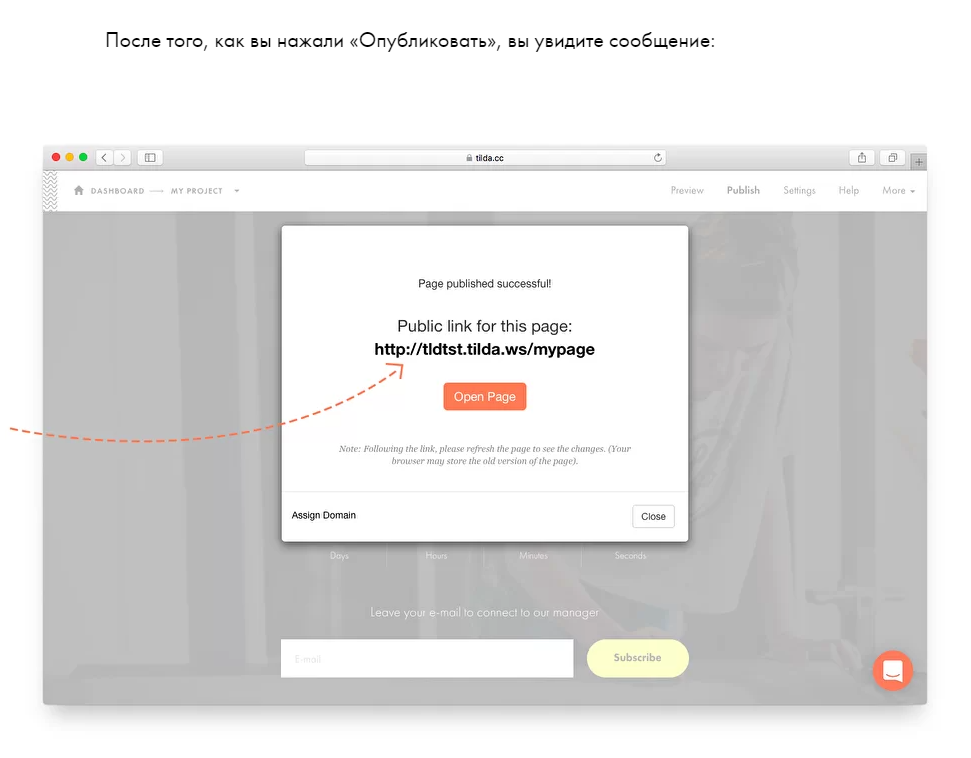 После того, как вы нажали «Опубликовать», вы увидите сообщение:
tilda.cc
DASHBOARD MY PROJECT
Preview Publish Settings Help More
Page published successful!
Public link for this page:
http://tldtst.tilda.ws/mypage
Open Page
Note: Following the link, please refresh the page to see the changes. (Your
browser may store the old version of the page).
Assign Domain Close
Days Hours Minutes Seconds
Leave your e-mail to connect to our manager
E-mail Subscribe